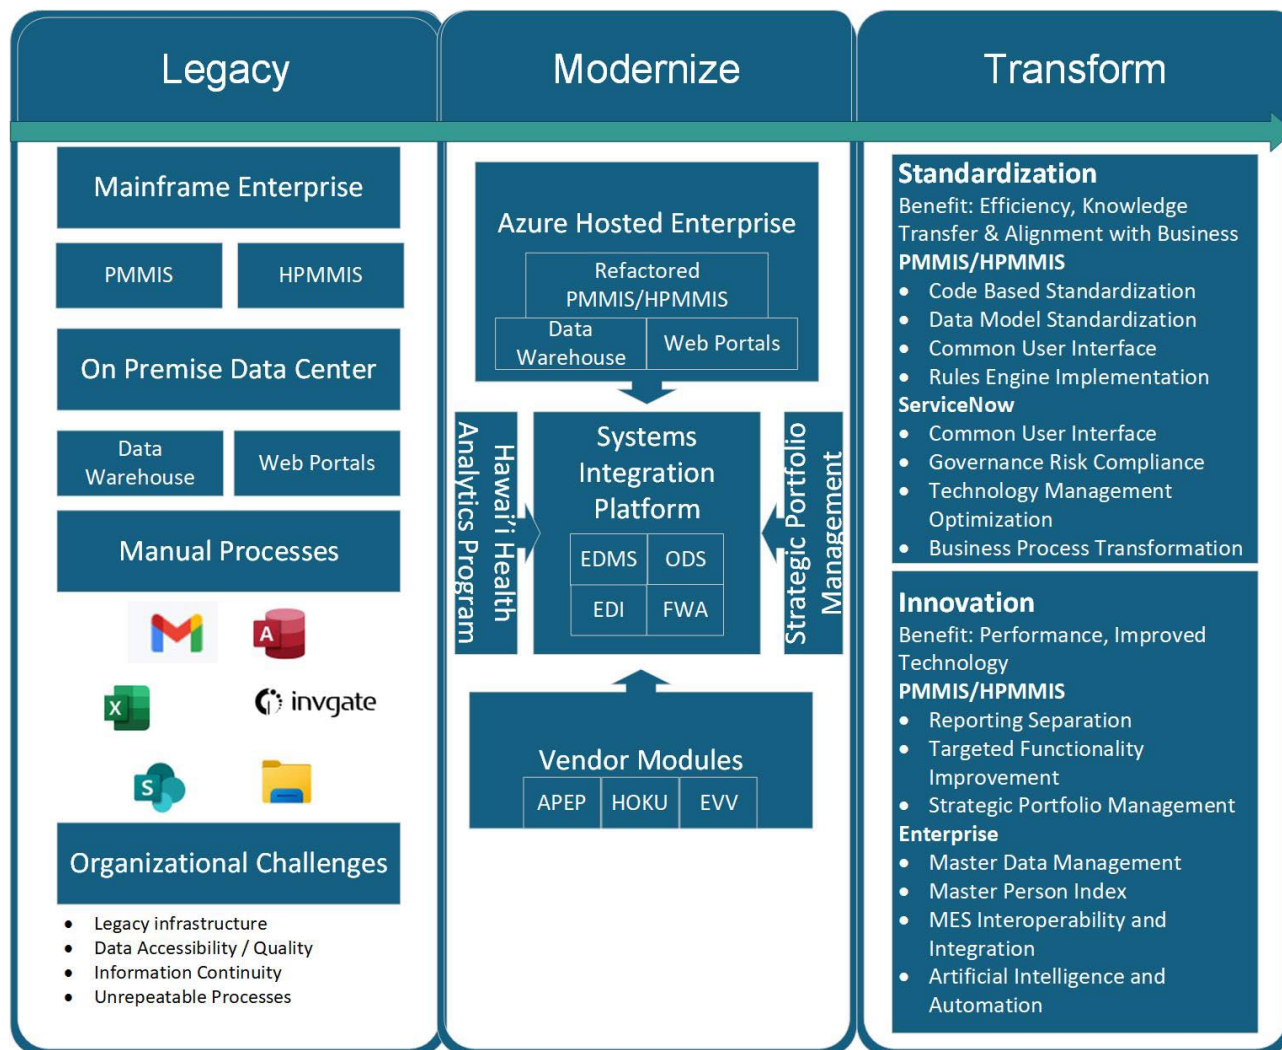 Legacy
Modernize
Transform
Mainframe Enterprise
PMMIS
HPMMIS
On Premise Data Center
Data
Warehouse
Web Portals
Manual Processes
A
X
invgate
S
Organizational Challenges
• Legacy infrastructure
• Data Accessibility / Quality
• Information Continuity
• Unrepeatable Processes
Azure Hosted Enterprise
Refactored
PMMIS/HPMMIS
Data
Warehouse
Web Portals
Hawai'i Health
Analytics Program
Systems
Integration
Platform
EDMS
ODS
EDI
FWA
Strategic Portfolio
Management
Vendor Modules
APEP
HOKU
EVV
Standardization
Benefit: Efficiency, Knowledge
Transfer & Alignment with Business
PMMIS/HPMMIS
• Code Based Standardization
• Data Model Standardization
• Common User Interface
• Rules Engine Implementation
ServiceNow
• Common User Interface
• Governance Risk Compliance
• Technology Management
Optimization
• Business Process Transformation
Innovation
Benefit: Performance, Improved
Technology
PMMIS/HPMMIS
• Reporting Separation
• Targeted Functionality
Improvement
• Strategic Portfolio Management
Enterprise
• Master Data Management
• Master Person Index
• MES Interoperability and
Integration
• Artificial Intelligence and
Automation